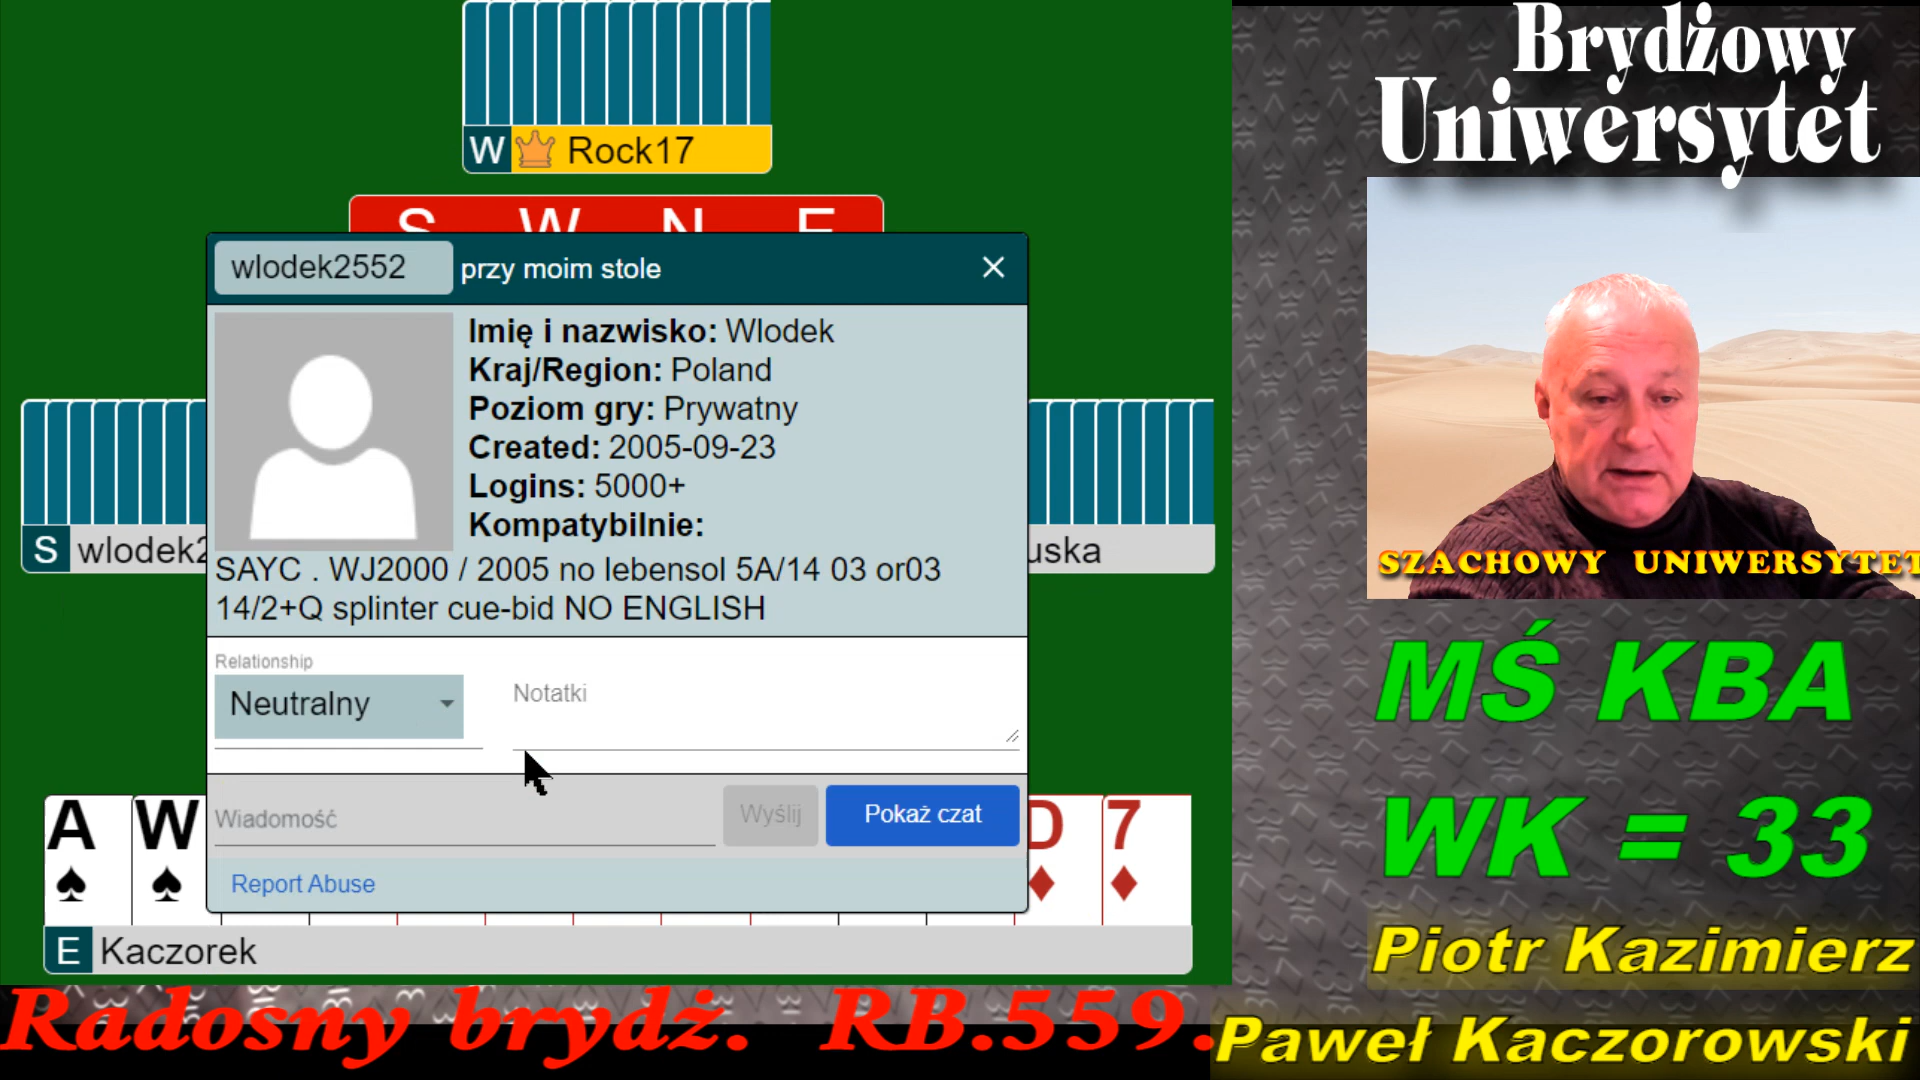 Brydżowy
Uniwersytet
W Rock17
S W N E
wlodek2552 przy moim stole
Imię i nazwisko: Wlodek
Kraj/Region: Poland
Poziom gry: Prywatny
Created: 2005-09-23
Logins: 5000+
Kompatybilnie:
SAYC . WJ2000 / 2005 no lebensol 5A/14 03 or03
14/2+Q splinter cue-bid NO ENGLISH
S wlodek2
uska
SZACHOWY UNIWERSYTET
Relationship
Neutralny
Notatki
MŚ KBA
WK = 33
Wiadomość
Wyślij
Pokaż czat
Report Abuse
A W D 7
E Kaczorek
Piotr Kazimierz
Radosny brydż. RB.559.
Paweł Kaczorowski